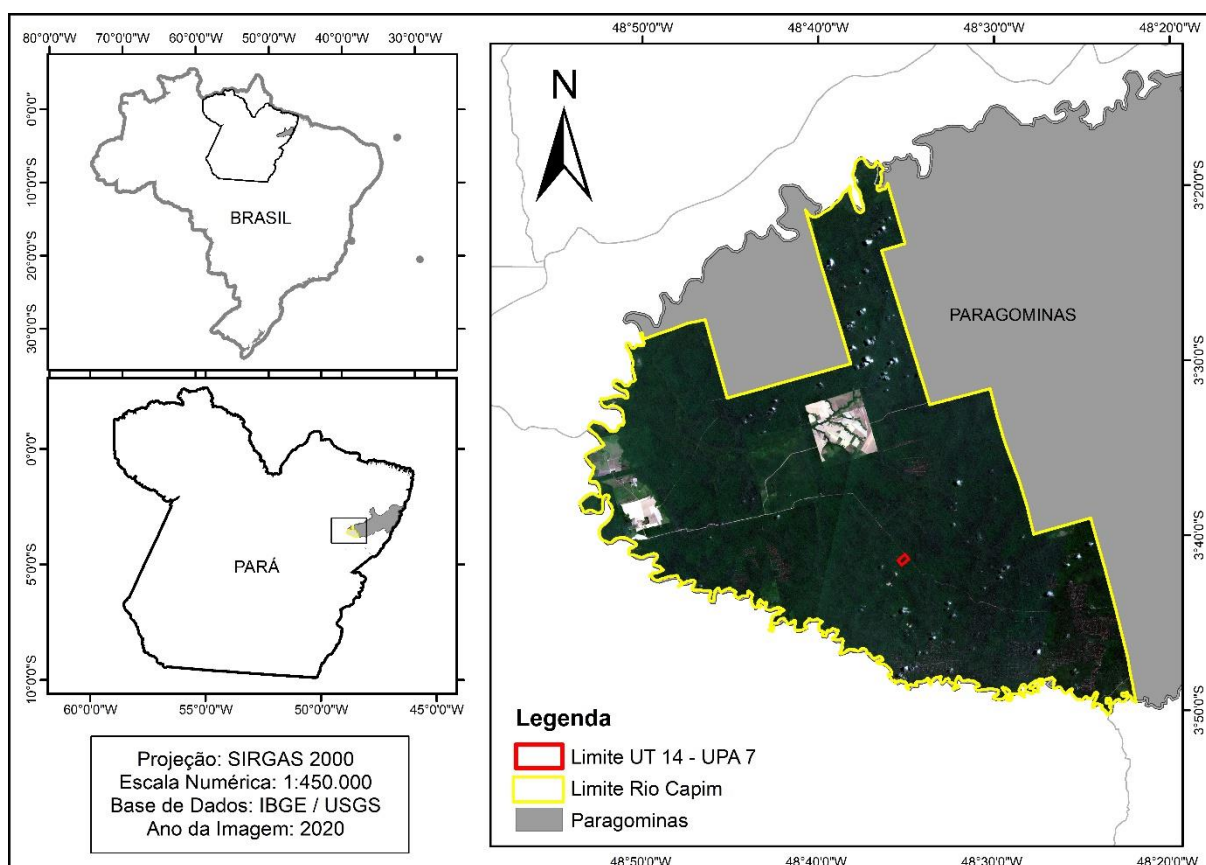 80°0'0"W 70°0'0"W 60°0'0"W 50°0'0"W 40°0'0"W 30°0'0"W
0°0'0"
10°0'0"S
20°0'0"S
30°0'0"S
BRASIL
0°0'0"
5°0'0"S
10°0'0"S
PARÁ
60°0'0"W 55°0'0"W 50°0'0"W 45°0'0"W
Projeção: SIRGAS 2000
Escala Numérica: 1:450.000
Base de Dados: IBGE / USGS
Ano da Imagem: 2020
48°50'0"W 48°40'0"W 48°30'0"W 48°20'0"W
N
PARAGOMINAS
3°20'0"S
3°30'0"S
3°40'0"S
3°50'0"S
Legenda
Limite UT 14 - UPA 7
Limite Rio Capim
Paragominas
48°50'0"W 48°40'0"W 48°30'0"W 48°20'0"W